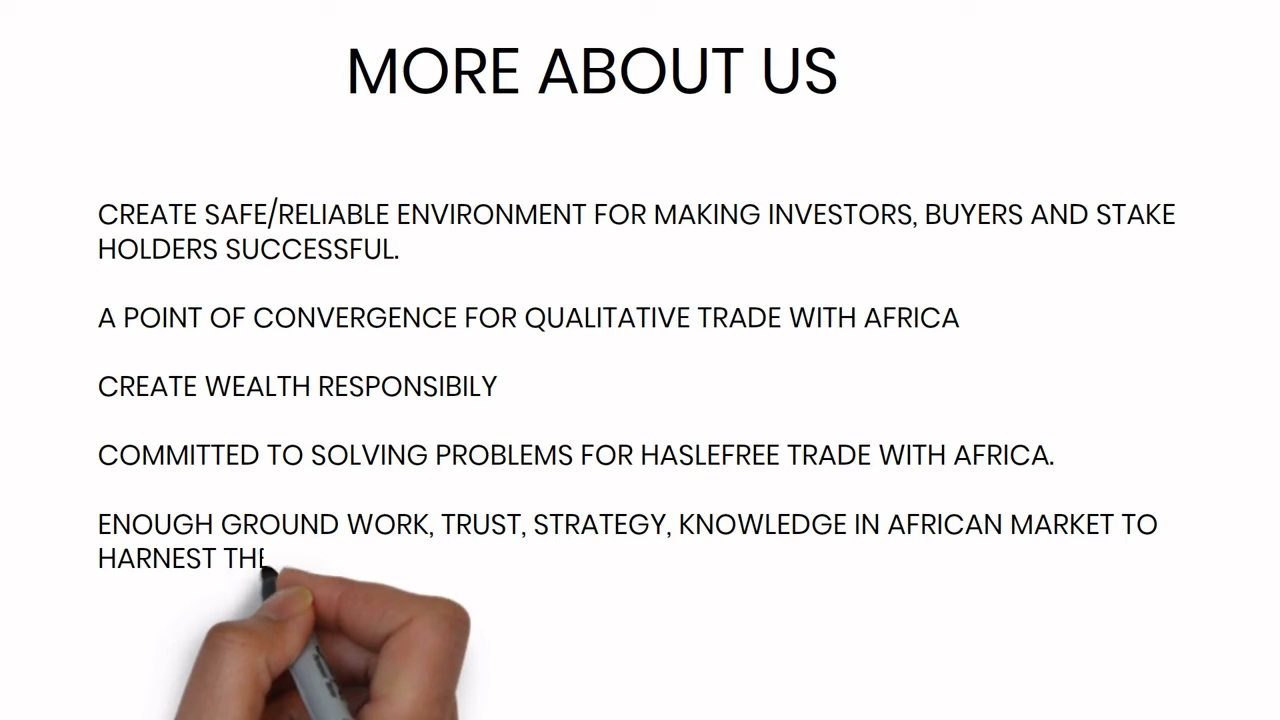 MORE ABOUT US
CREATE SAFE/RELIABLE ENVIRONMENT FOR MAKING INVESTORS, BUYERS AND STAKE
HOLDERS SUCCESSFUL.
A POINT OF CONVERGENCE FOR QUALITATIVE TRADE WITH AFRICA
CREATE WEALTH RESPONSIBILY
COMMITTED TO SOLVING PROBLEMS FOR HASLEFREE TRADE WITH AFRICA.
ENOUGH GROUND WORK, TRUST, STRATEGY, KNOWLEDGE IN AFRICAN MARKET TO
HARNEST THE